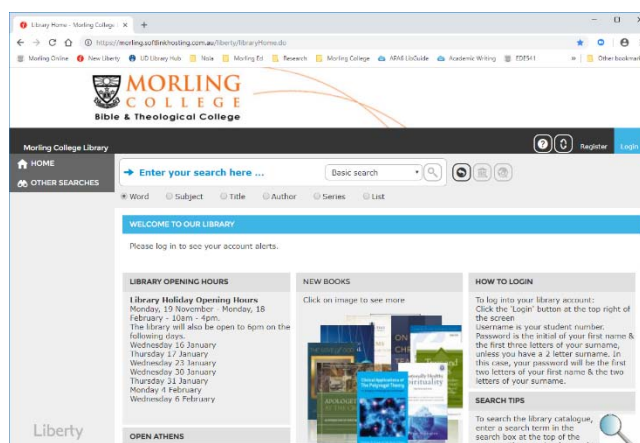 Library Home - Morling College
https://morling.softlinkhosting.com.au/liberty/libraryHome.do
Morling Online New Liberty UD Library Hub Nola Morling Ed Research Morling College APA6 LibGuide Academic Writing EDE541 » Other bookmarks
MORLING
COLLEGE
Bible & Theological College
Morling College Library Register Login
HOME
OTHER SEARCHES
Enter your search here ... Basic search
Word Subject Title Author Series List
WELCOME TO OUR LIBRARY
Please log in to see your account alerts.
LIBRARY OPENING HOURS
Library Holiday Opening Hours
Monday, 19 November - Monday, 18
February - 10am - 4pm.
The library will also be open to 6pm on the
following days.
Wednesday 16 January
Thursday 17 January
Wednesday 23 January
Wednesday 30 January
Thursday 31 January
Monday 4 February
Wednesday 6 February
OPEN ATHENS
NEW BOOKS
Click on image to see more
Clinical Applications of
The Polyvagal Theory
HOW TO LOGIN
To log into your library account:
Click the 'Login' button at the top right of
the screen
Username is your student number.
Password is the initial of your first name &
the first three letters of your surname,
unless you have a 2 letter surname. in
this case, your password will be the first
two letters of your first name & the two
letters of your surname.
SEARCH TIPS
To search the library catalogue,
enter a search term in the
search box at the top of the
Liberty